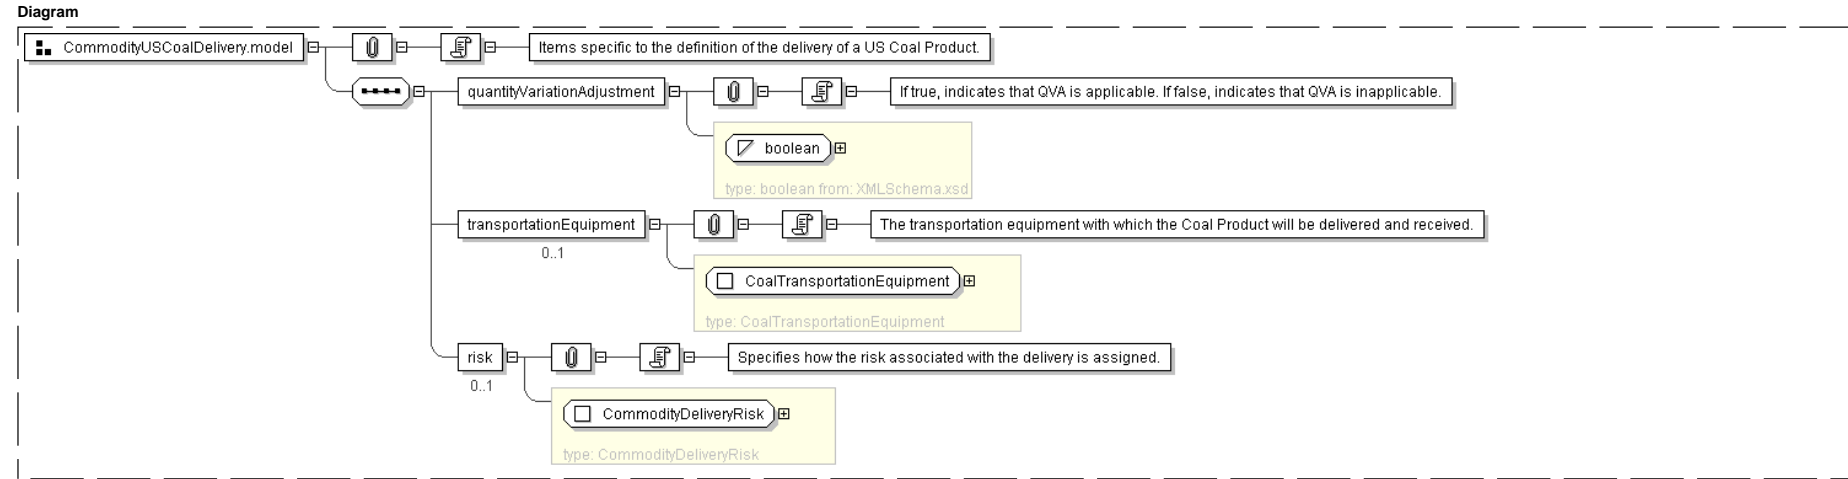 Diagram
CommodityUSCoalDelivery.model
Items specific to the definition of the delivery of a US Coal Product.
quantityVariationAdjustment
If true, indicates that QVA is applicable. If false, indicates that QVA is inapplicable.
boolean
type: boolean from: XMLSchema.xsd
transportationEquipment
The transportation equipment with which the Coal Product will be delivered and received.
0..1
CoalTransportationEquipment
type: CoalTransportationEquipment
risk
Specifies how the risk associated with the delivery is assigned.
0..1
CommodityDeliveryRisk
type: CommodityDeliveryRisk